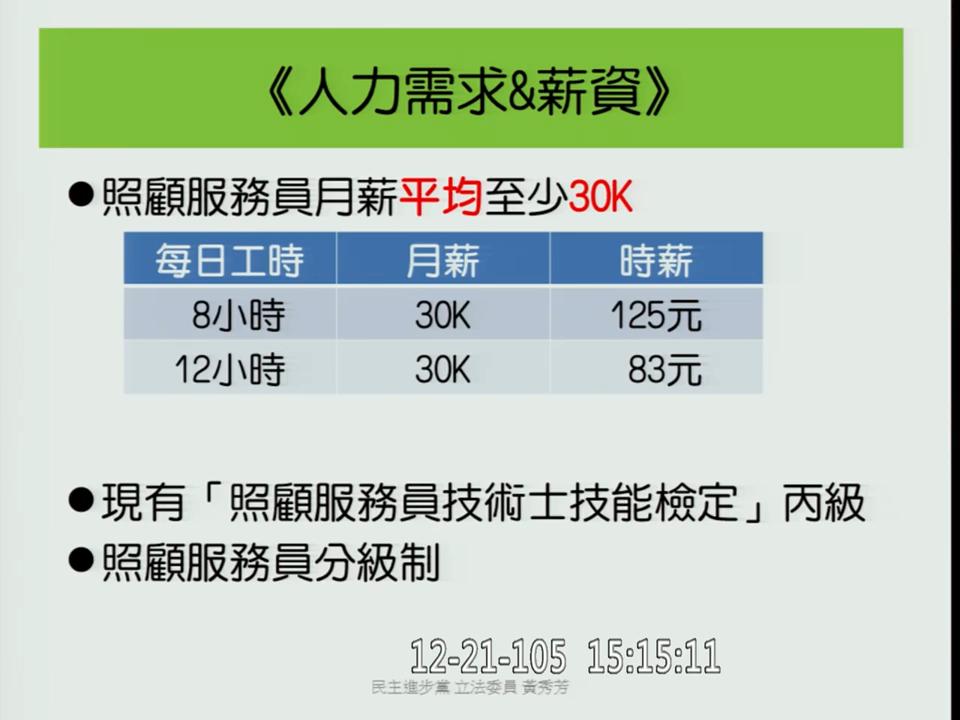 《人力需求&薪資》
●照顧服務員月薪平均至少30K
每日工時 月薪 時薪
8小時 30K 125元
12小時 30K 83元
●現有「照顧服務員技術士技能檢定」丙級
●照顧服務員分級制
12-21-105 15:15:11
民主進步黨 立法委員 黃秀芳